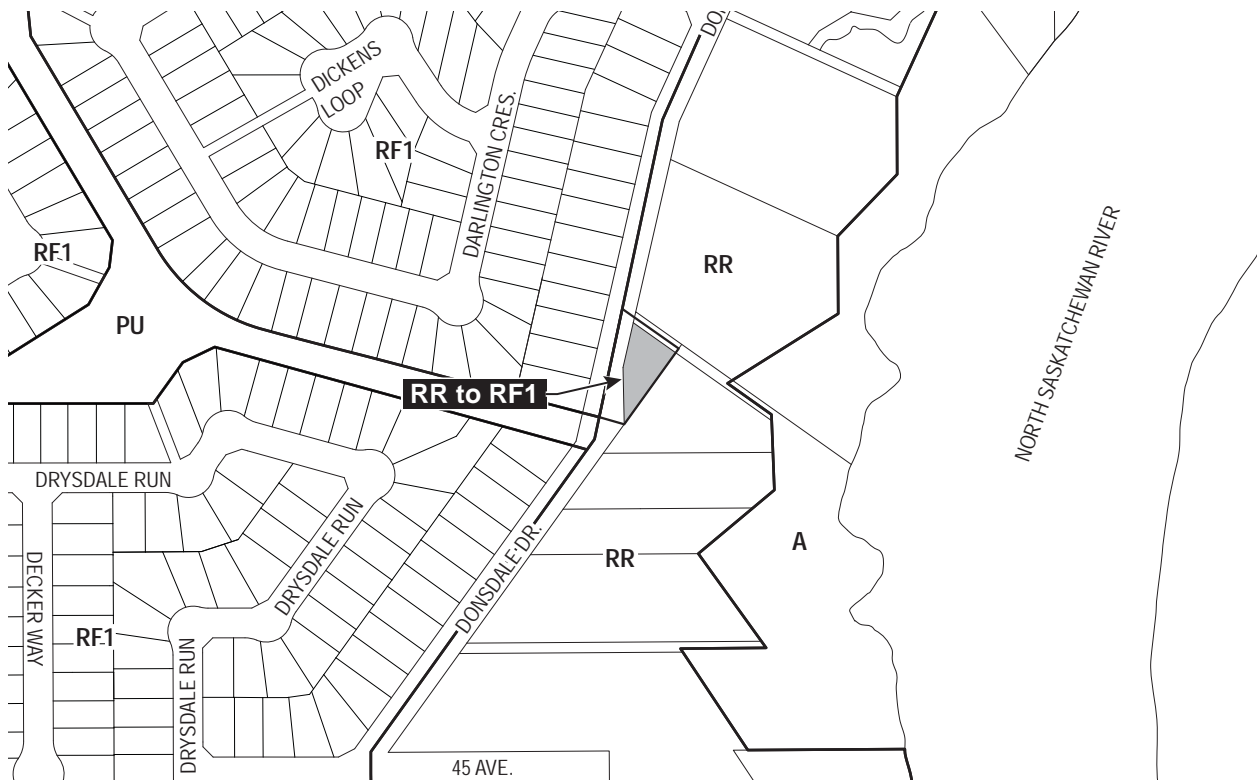 DO
DICKENS
LOOP
RF1
DARLINGTON CRES.
RF1
RR
NORTH SASKATCHEWAN RIVER
PU
RR to RF1
DRYSDALE RUN
DRYSDALE RUN
DONSDALE DR.
RR
A
DECKER WAY
RF1
DRYSDALE RUN
45 AVE.